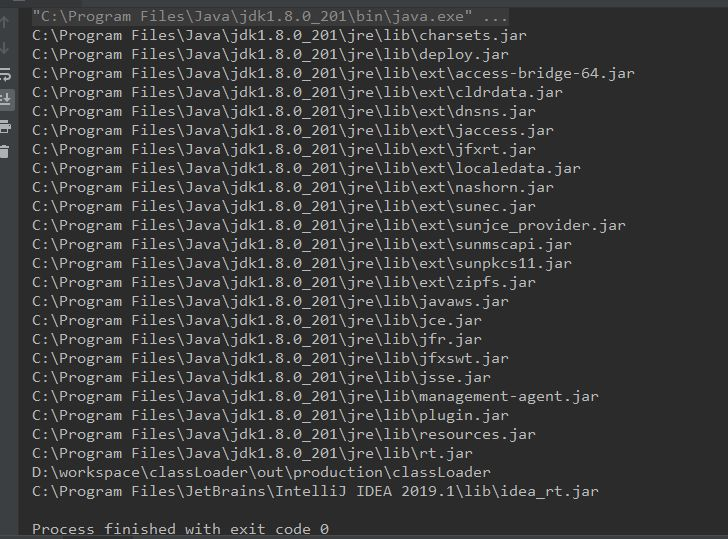 "C:\Program Files\Java\jdk1.8.0_201\bin\java.exe" ...
C:\Program Files\Java\jdk1.8.0_201\jre\lib\charsets.jar
C:\Program Files\Java\jdk1.8.0_201\jre\lib\deploy.jar
C:\Program Files\Java\jdk1.8.0_201\jre\lib\ext\access-bridge-64.jar
C:\Program Files\Java\jdk1.8.0_201\jre\lib\ext\cldrdata.jar
C:\Program Files\Java\jdk1.8.0_201\jre\lib\ext\dnsns.jar
C:\Program Files\Java\jdk1.8.0_201\jre\lib\ext\jaccess.jar
C:\Program Files\Java\jdk1.8.0_201\jre\lib\ext\jfxrt.jar
C:\Program Files\Java\jdk1.8.0_201\jre\lib\ext\localedata.jar
C:\Program Files\Java\jdk1.8.0_201\jre\lib\ext\nashorn.jar
C:\Program Files\Java\jdk1.8.0_201\jre\lib\ext\sunec.jar
C:\Program Files\Java\jdk1.8.0_201\jre\lib\ext\sunjce_provider.jar
C:\Program Files\Java\jdk1.8.0_201\jre\lib\ext\sunmscapi.jar
C:\Program Files\Java\jdk1.8.0_201\jre\lib\ext\sunpkcs11.jar
C:\Program Files\Java\jdk1.8.0_201\jre\lib\ext\zipfs.jar
C:\Program Files\Java\jdk1.8.0_201\jre\lib\javaws.jar
C:\Program Files\Java\jdk1.8.0_201\jre\lib\jce.jar
C:\Program Files\Java\jdk1.8.0_201\jre\lib\jfr.jar
C:\Program Files\Java\jdk1.8.0_201\jre\lib\jfxswt.jar
C:\Program Files\Java\jdk1.8.0_201\jre\lib\jsse.jar
C:\Program Files\Java\jdk1.8.0_201\jre\lib\management-agent.jar
C:\Program Files\Java\jdk1.8.0_201\jre\lib\plugin.jar
C:\Program Files\Java\jdk1.8.0_201\jre\lib\resources.jar
C:\Program Files\Java\jdk1.8.0_201\jre\lib\rt.jar
D:\workspace\classLoader\out\production\classLoader
C:\Program Files\JetBrains\IntelliJ IDEA 2019.1\lib\idea_rt.jar
Process finished with exit code 0